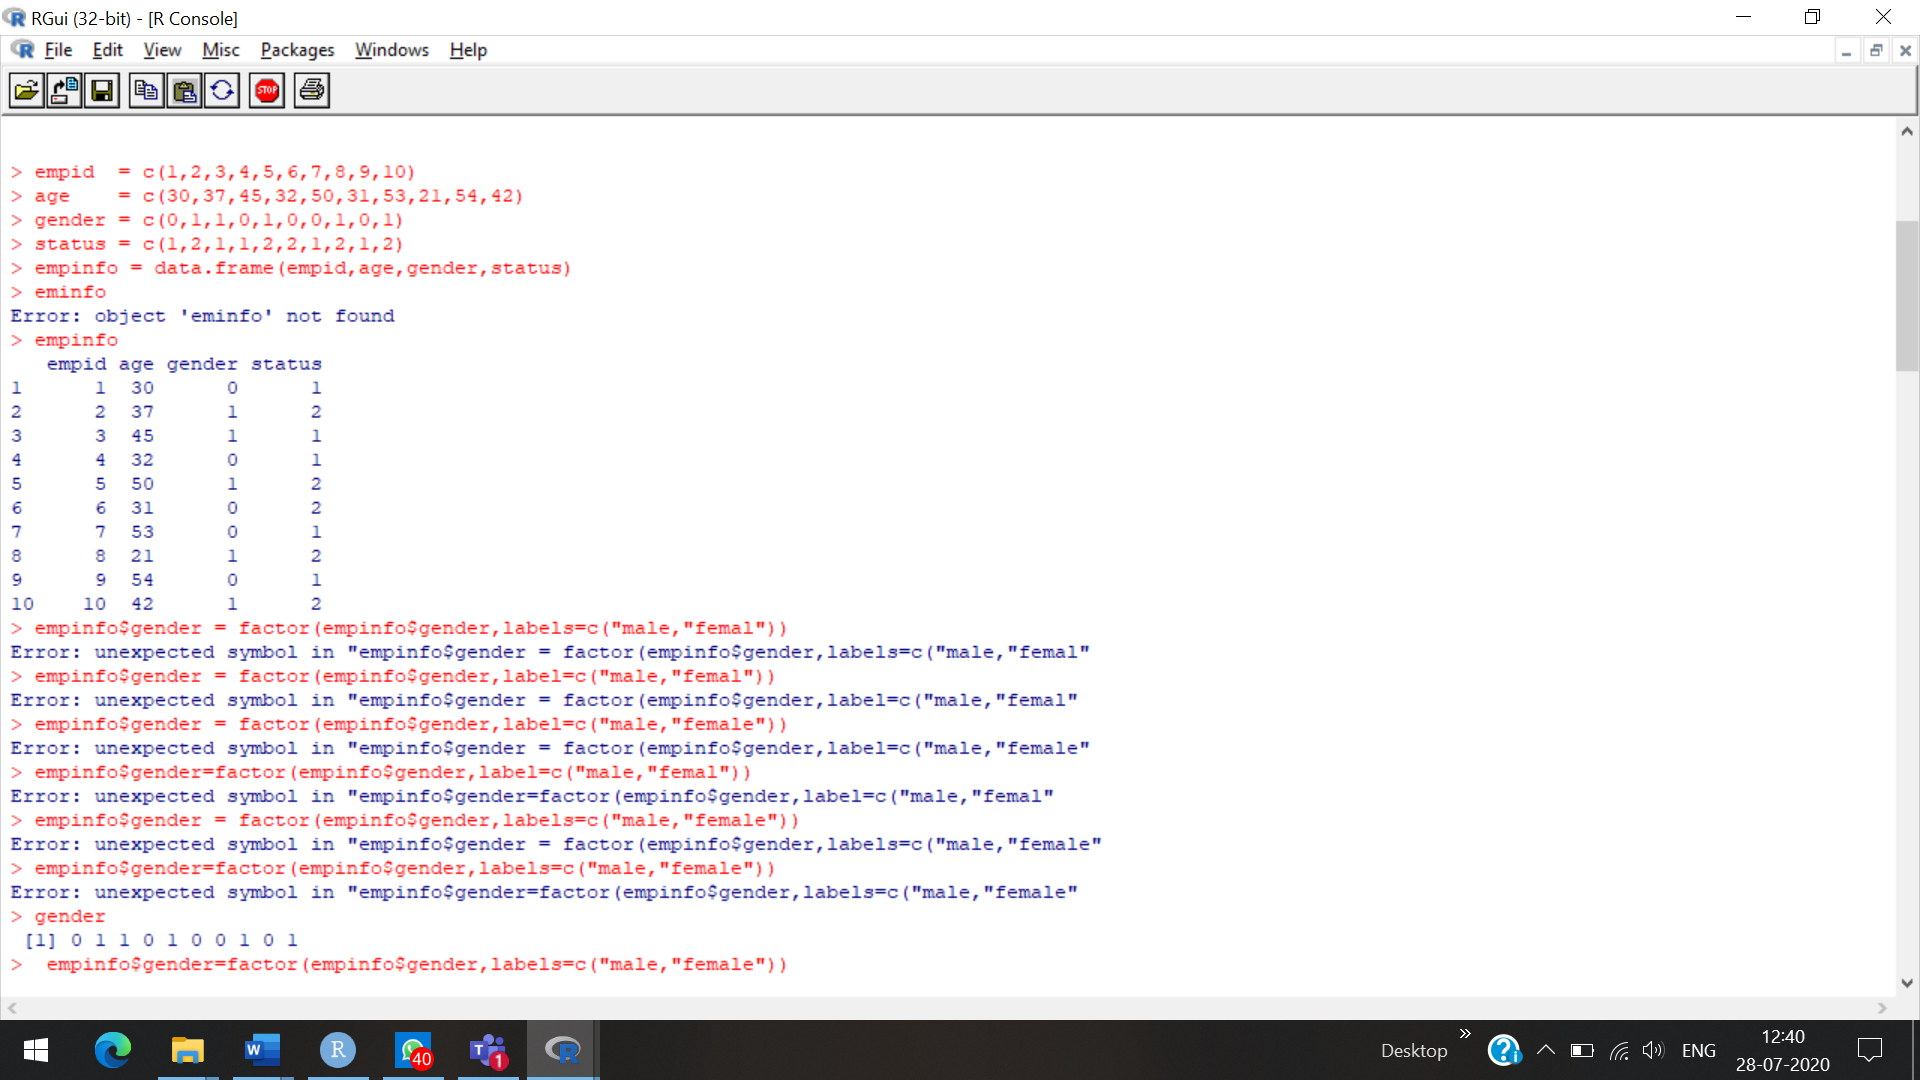 RGui (32-bit) - [R Console]
File Edit View Misc Packages Windows Help
STOP
> empid  = c(1,2,3,4,5,6,7,8,9,10)
> age    = c(30,37,45,32,50,31,53,21,54,42)
> gender = c(0,1,1,0,1,0,0,1,0,1)
> status = c(1,2,1,1,2,2,1,2,1,2)
> empinfo = data.frame(empid,age,gender,status)
> eminfo
Error: object 'eminfo' not found
> empinfo
   empid age gender status
1      1  30      0      1
2      2  37      1      2
3      3  45      1      1
4      4  32      0      1
5      5  50      1      2
6      6  31      0      2
7      7  53      0      1
8      8  21      1      2
9      9  54      0      1
10    10  42      1      2
> empinfo$gender = factor(empinfo$gender,labels=c("male,"femal"))
Error: unexpected symbol in "empinfo$gender = factor(empinfo$gender,labels=c("male,"femal"
> empinfo$gender = factor(empinfo$gender,label=c("male,"femal"))
Error: unexpected symbol in "empinfo$gender = factor(empinfo$gender,label=c("male,"femal"
> empinfo$gender = factor(empinfo$gender,label=c("male,"female"))
Error: unexpected symbol in "empinfo$gender = factor(empinfo$gender,label=c("male,"female"
> empinfo$gender=factor(empinfo$gender,label=c("male,"femal"))
Error: unexpected symbol in "empinfo$gender=factor(empinfo$gender,label=c("male,"femal"
> empinfo$gender = factor(empinfo$gender,labels=c("male,"female"))
Error: unexpected symbol in "empinfo$gender = factor(empinfo$gender,labels=c("male,"female"
> empinfo$gender=factor(empinfo$gender,labels=c("male,"female"))
Error: unexpected symbol in "empinfo$gender=factor(empinfo$gender,labels=c("male,"female"
> gender
 [1] 0 1 1 0 1 0 0 1 0 1
>  empinfo$gender=factor(empinfo$gender,labels=c("male,"female"))
40
1
Desktop
ENG
12:40
28-07-2020